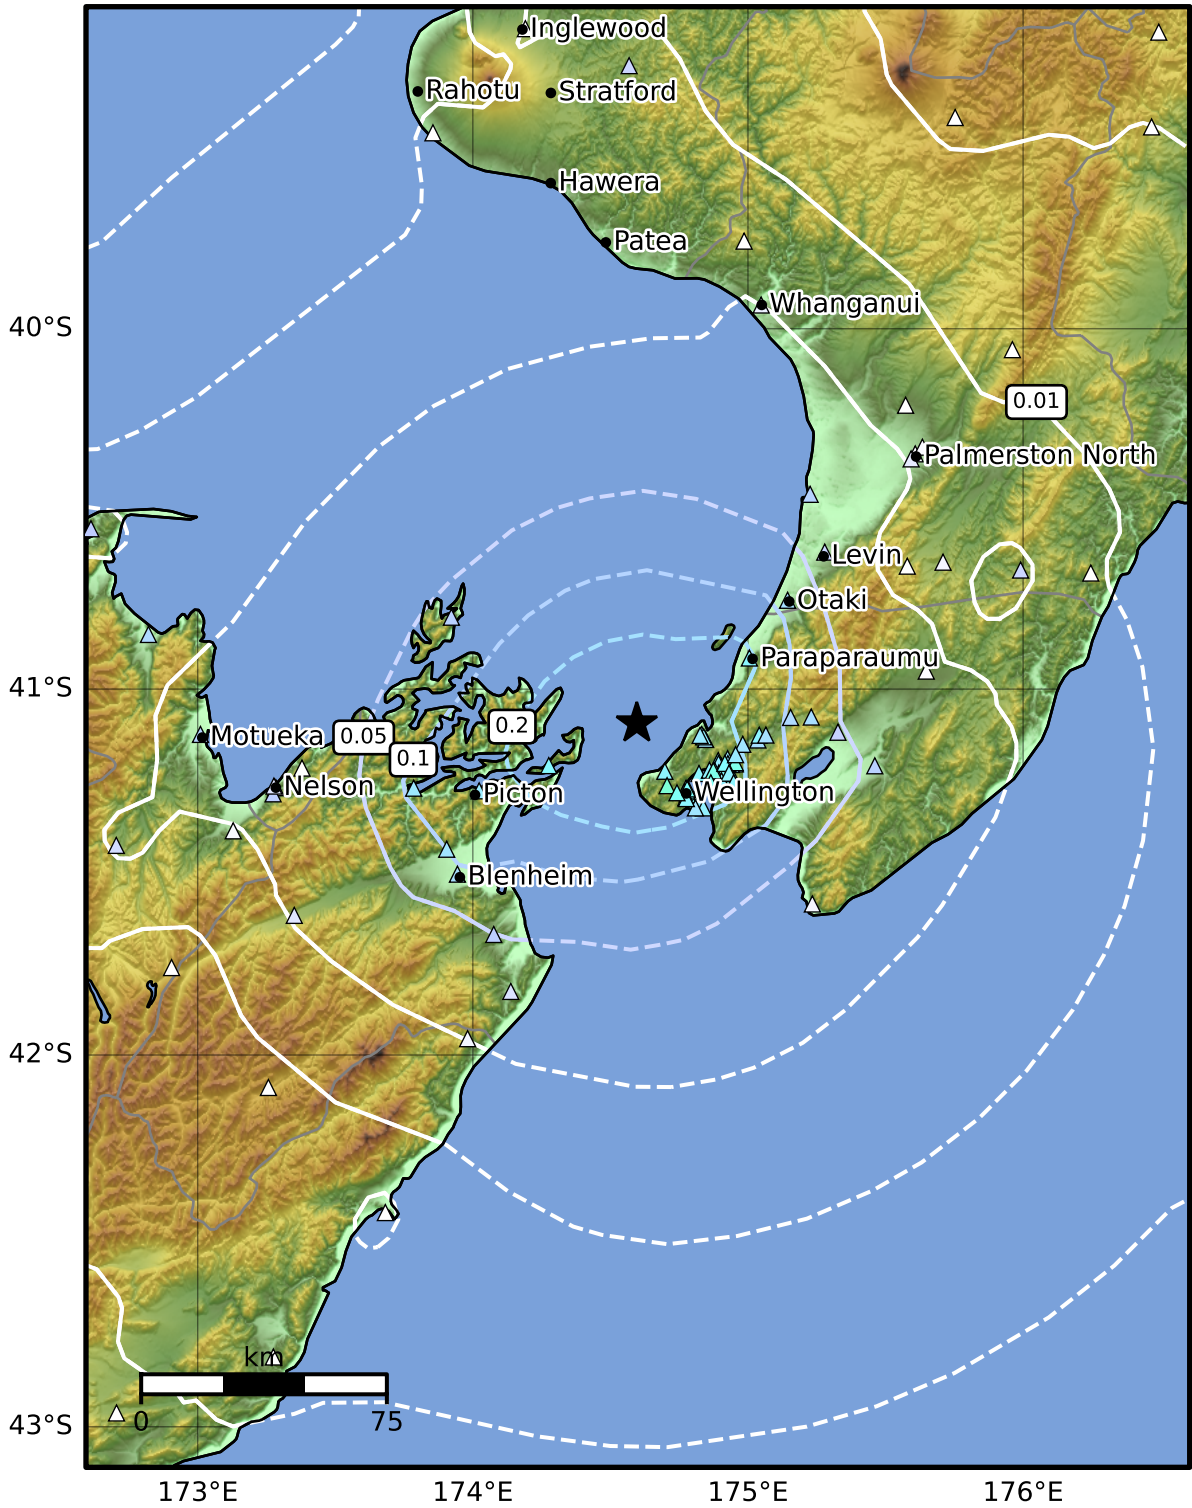 Inglewood
Rahotu
Stratford
Hawera
Patea
Whanganui
40°S
0.01
Palmerston North
Levin
Otaki
Paraparaumu
41°S
0.2
0.05
Motueka
0.1
Nelson
Picton
Wellington
Blenheim
42°S
km
0
75
43°S
173°E
174°E
175°E
176°E